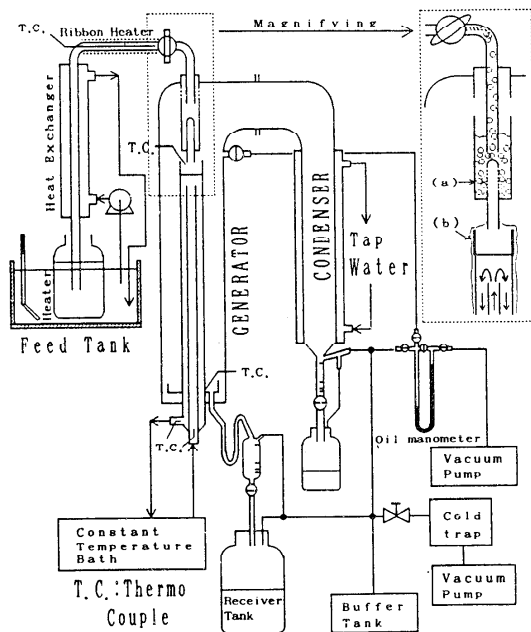 T.C.
Ribbon Heater
Magnifying
Heat Exchanger
T.C.
(a)
(b)
GENERATOR
CONDENSER
Tap
Water
Heater
Feed Tank
T.C.
T.C.
Oil manometer
Vacuum
Pump
Constant
Temperature
Bath
Cold
trap
T.C.:Thermo
Couple
Receiver
Tank
Buffer
Tank
Vacuum
Pump